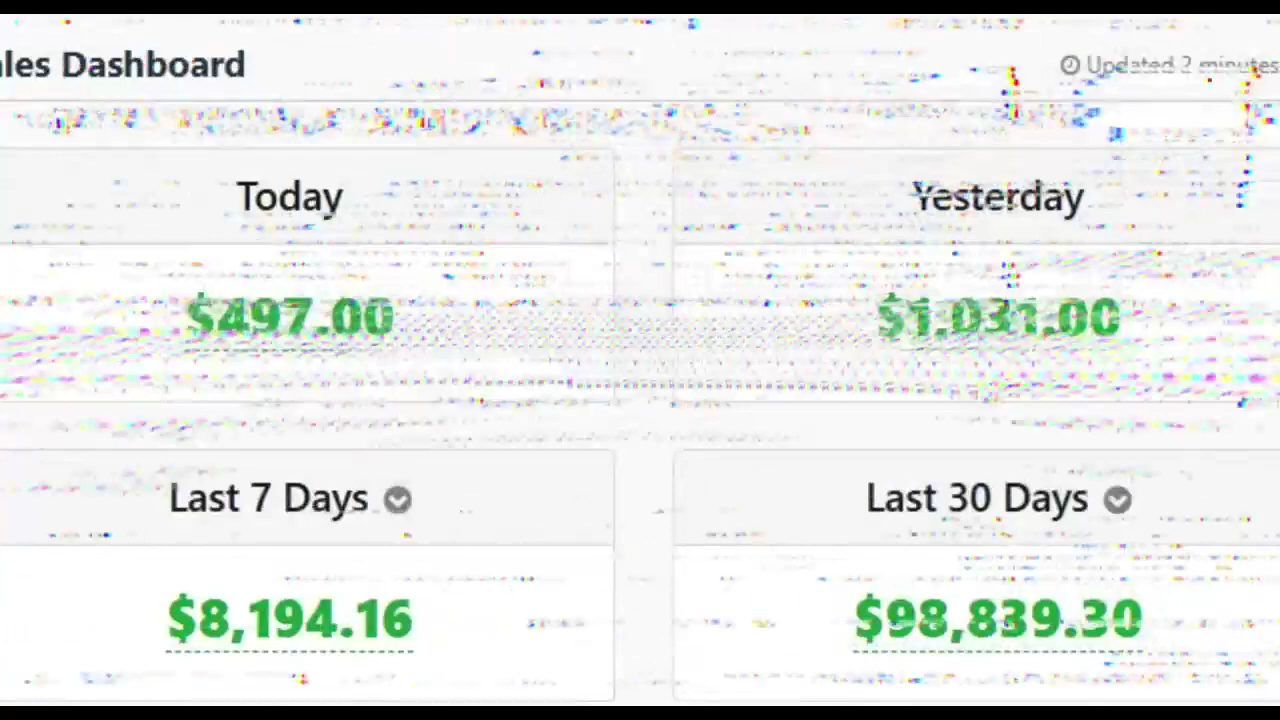 ales Dashboard
Updated 2 minutes
Today
Yesterday
$497.00
$1,031.00
Last 7 Days
Last 30 Days
$8,194.16
$98,839.30